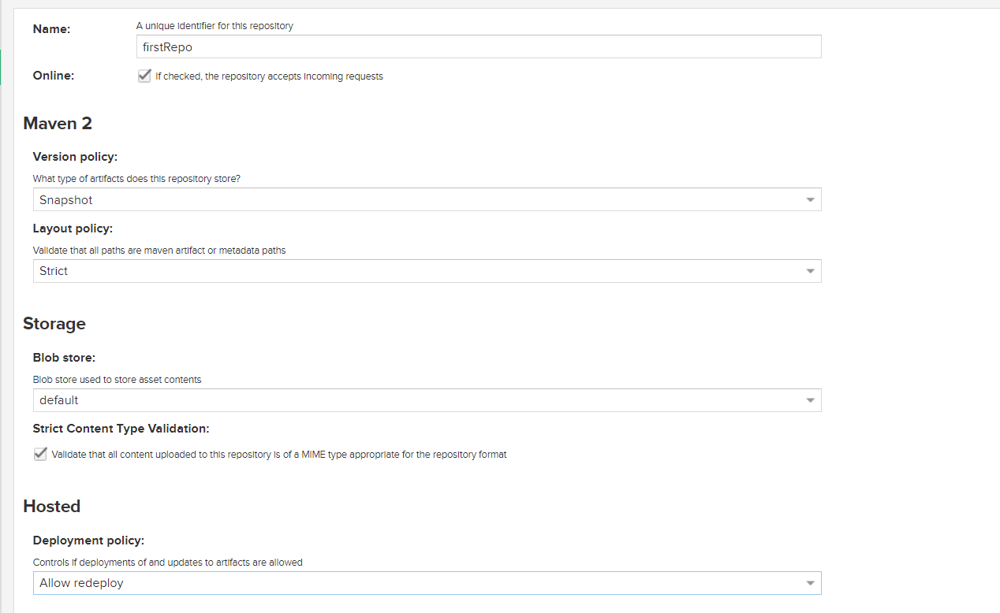 Name:
A unique identifier for this repository
firstRepo
Online:
If checked, the repository accepts incoming requests
Maven 2
Version policy:
What type of artifacts does this repository store?
Snapshot
Layout policy:
Validate that all paths are maven artifact or metadata paths
Strict
Storage
Blob store:
Blob store used to store asset contents
default
Strict Content Type Validation:
Validate that all content uploaded to this repository is of a MIME type appropriate for the repository format
Hosted
Deployment policy:
Controls if deployments of and updates to artifacts are allowed
Allow redeploy